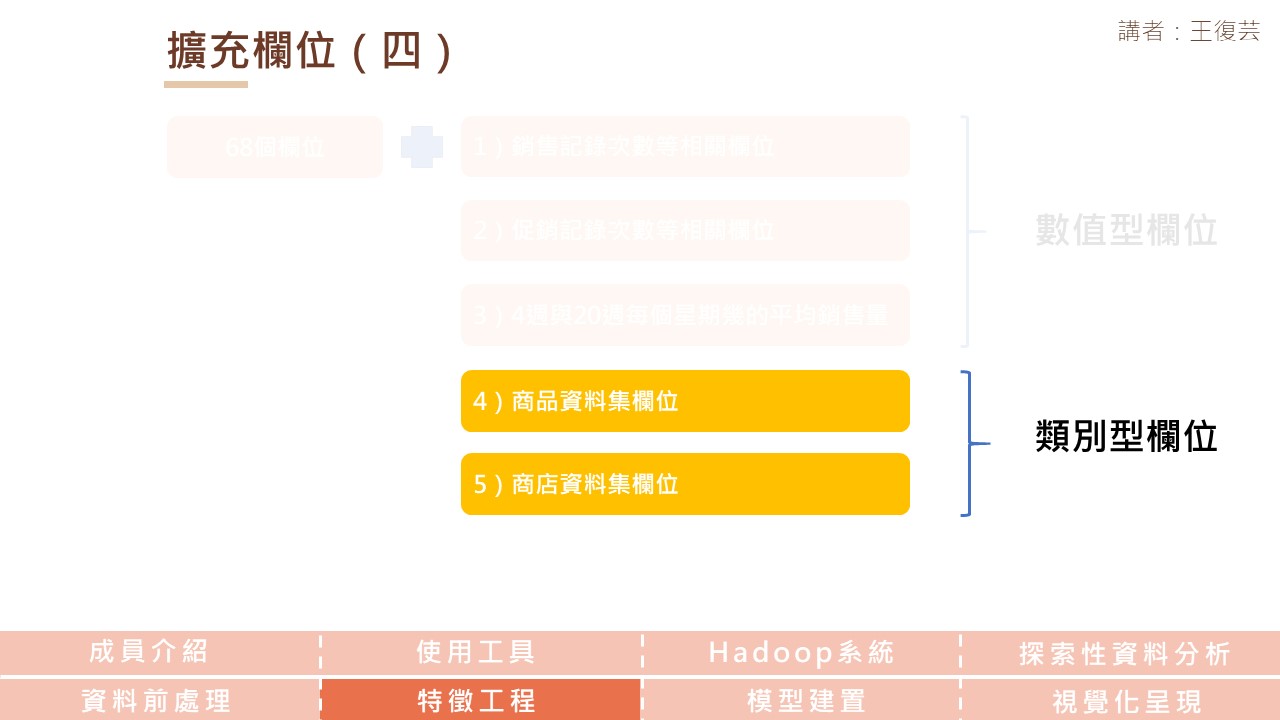 擴充欄位（四）
講者：王復芸
68個欄位
1）銷售記錄次數等相關欄位
2）促銷記錄次數等相關欄位
3）4週與20週每個星期幾的平均銷售量
數值型欄位
4）商品資料集欄位
5）商店資料集欄位
類別型欄位
成員介紹
使用工具
Hadoop系統
探索性資料分析
資料前處理
特徵工程
模型建置
視覺化呈現